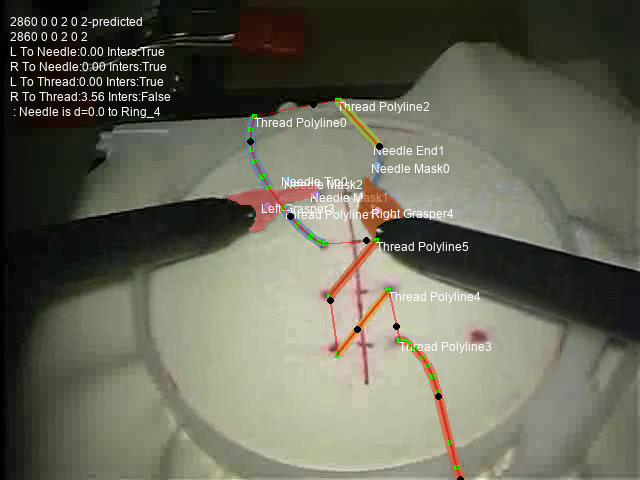 2860 0 0 2 0 2-predicted
2860 0 0 2 0 2
L To Needle:0.00 Inters:True
R To Needle:0.00 Inters:True
L To Thread:0.00 Inters:True
R To Thread:3.56 Inters:False
: Needle is d=0.0 to Ring_4
Thread Polyline2
Thread Polyline0
Needle End1
Needle Mask0
Needle Tip0
Needle Mask2
Needle Mask1
Left Grasper3
Thread Polyline
Right Grasper4
Thread Polyline5
Thread Polyline4
Thread Polyline3